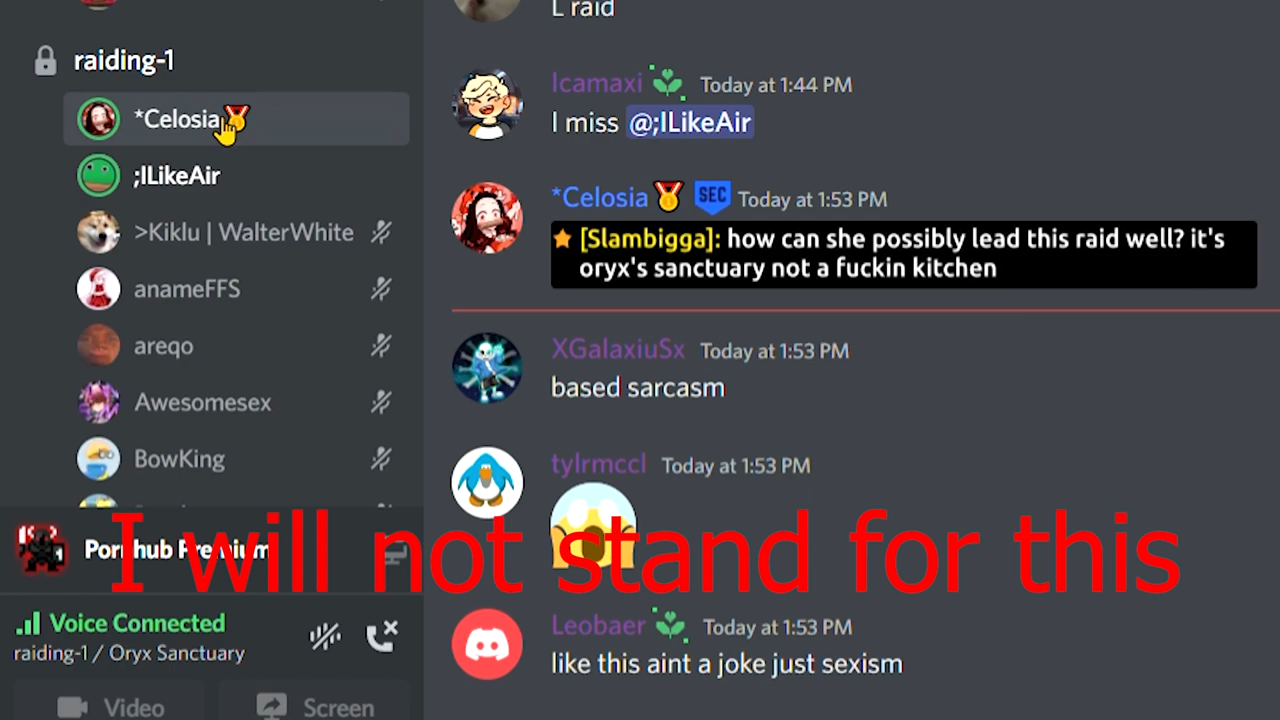 raiding-1
*Celosia
;ILikeAir
>Kiklu | WalterWhite
anameFFS
areqo
Awesomesex
BowKing
Pornhub Premium
Voice Connected
raiding-1 / Oryx Sanctuary
Video
Screen
L raid
Icamaxi Today at 1:44 PM
I miss @;ILikeAir
*Celosia SEC Today at 1:53 PM
[Slambigga]: how can she possibly lead this raid well? it's
oryx's sanctuary not a fuckin kitchen
XGalaxiuSx Today at 1:53 PM
based sarcasm
tylrmccl Today at 1:53 PM
I will not stand for this
Leobaer Today at 1:53 PM
like this aint a joke just sexism